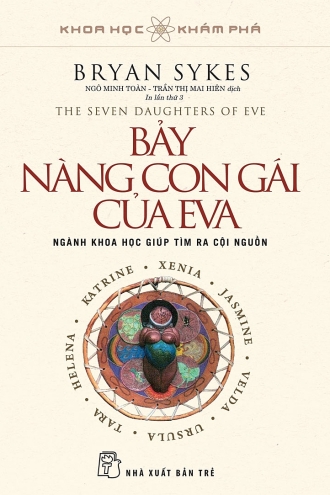 KHOA HỌC KHÁM PHÁ
BRYAN SYKES
NGÔ MINH TOÀN - TRẦN THỊ MAI HIÊN dịch
In lần thứ 3
THE SEVEN DAUGHTERS OF EVE
BẢY
NÀNG CON GÁI
CỦA EVA
NGÀNH KHOA HỌC GIÚP TÌM RA CỘI NGUỒN
TARA • HELENA • KATRINE • XENIA • JASMINE • VELDA • URSULA •
NHÀ XUẤT BẢN TRẺ